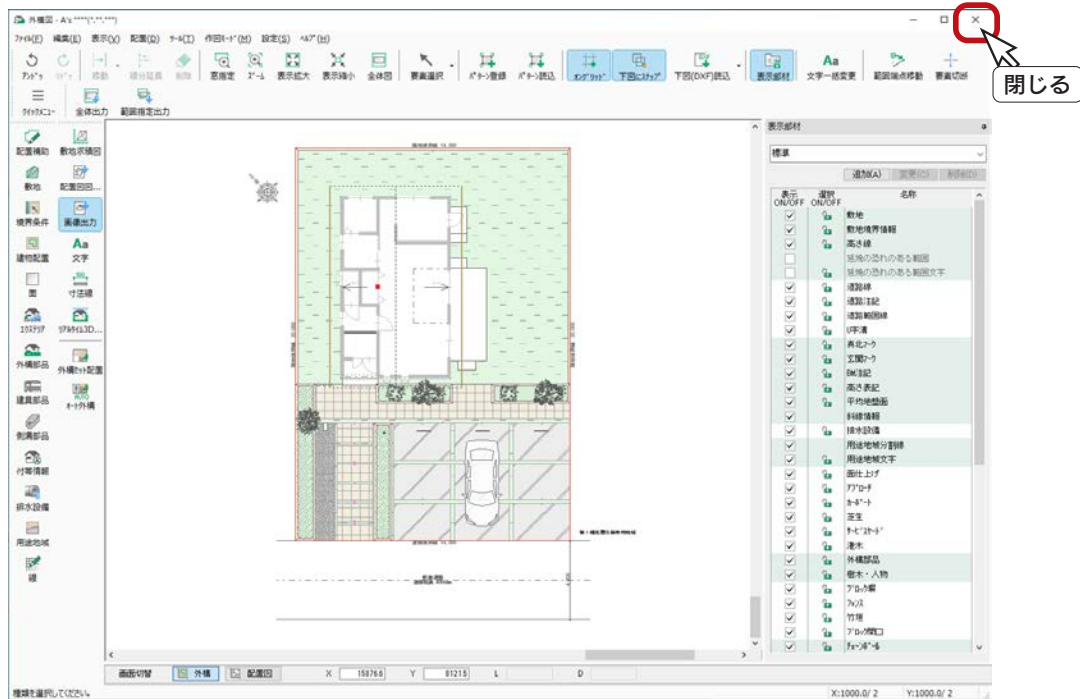 外構図 - A's ****(*.**.***)
ファイル(F) 編集(E) 表示(V) 配置(O) ツール(T) 作図モード(M) 設定(S) ヘルプ(H)
アンドゥ リドゥ 移動 線分延長 削除 窓指定 ズーム 表示拡大 表示縮小 全体図 要素選択 パターン登録 パターン読込 オングリッド 下図にスナップ 下図(DXF)読込 表示部材 文字一括変更 範囲端点移動 要素切断
閉じる
クイックメニュー 全体出力 範囲指定出力
配置補助 敷地求積図
敷地 配置図図...
境界条件 画像出力
建物配置 文字
面 寸法線
エクステリア リアルタイム3D...
外構部品 外構セット配置
建具部品 オート外構
側溝部品
付帯情報
排水設備
用途地域
線
表示部材
標準
追加(A) 変更(C) 削除(D)
表示 ON/OFF 選択 ON/OFF 名称
敷地
敷地境界情報
高さ線
延焼の恐れのある範囲
延焼の恐れのある範囲文字
道路線
道路注記
道路範囲線
U字溝
真北マーク
玄関マーク
BM注記
高さ表記
平均地盤面
斜線情報
排水設備
用途地域分割線
用途地域文字
面仕上げ
アプローチ
カーポート
芝生
サービスヤード
潅木
外構部品
樹木・人物
ブロック塀
フェンス
竹垣
ブロック開口
チェーンポール
画面切替 外構 配置図 X 15876.5 Y 8121.5 L D
種類を選択してください。 X:1000.0/ 2 Y:1000.0/ 2